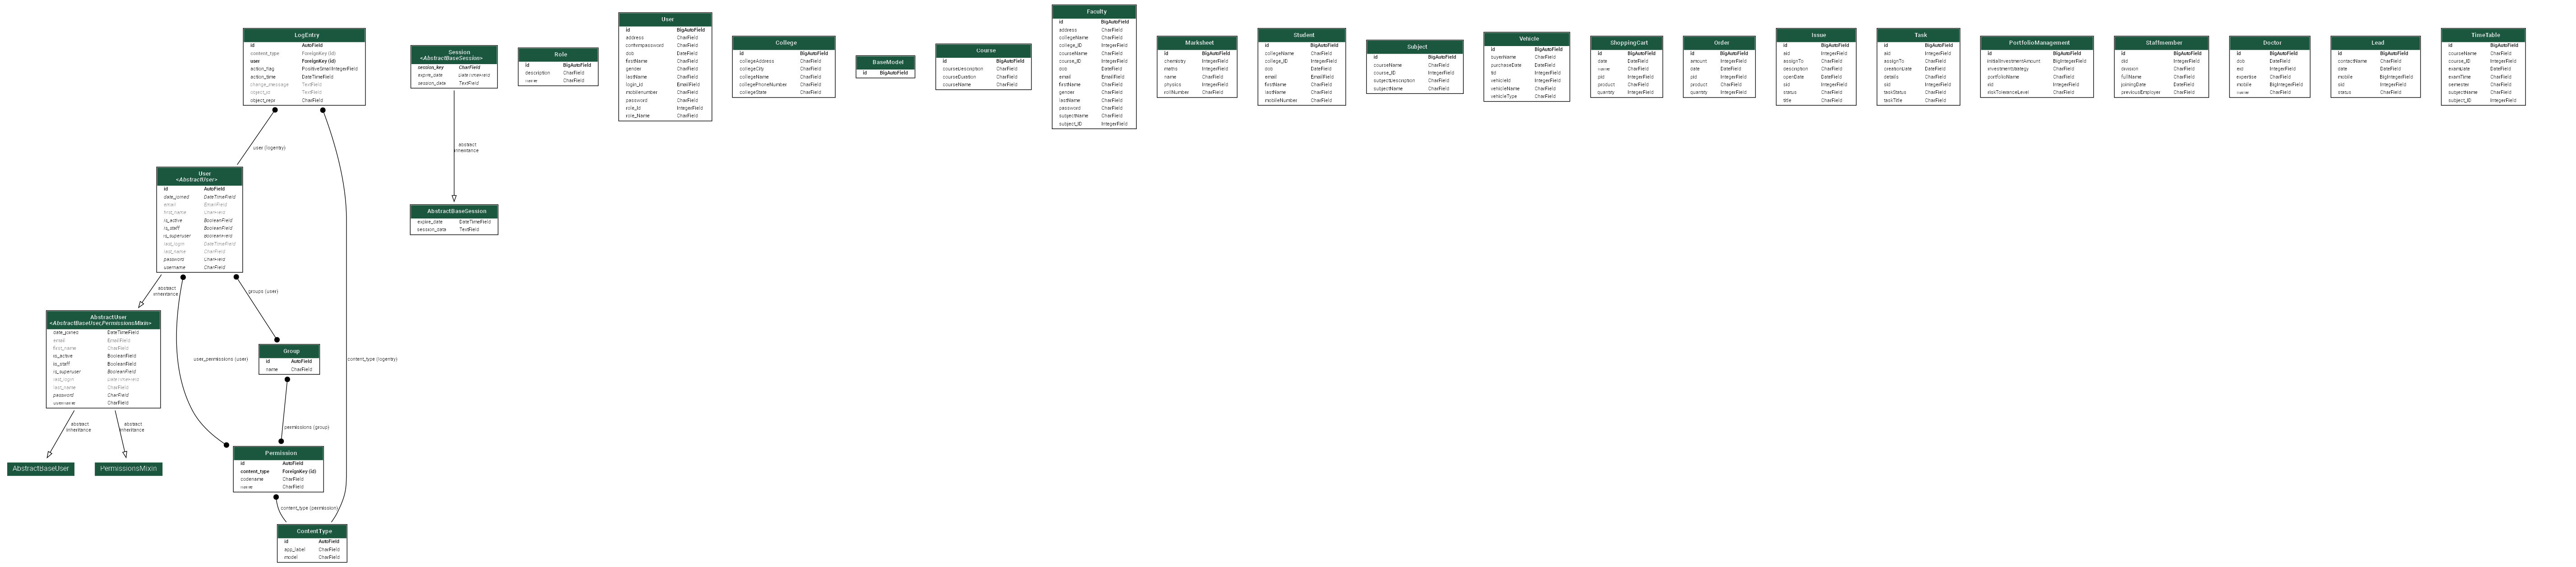 LogEntry
id AutoField
content_type ForeignKey (id)
user ForeignKey (id)
action_flag PositiveSmallIntegerField
action_time DateTimeField
change_message TextField
object_id TextField
object_repr CharField
Session
<AbstractBaseSession>
session_key CharField
expire_date DateTimeField
session_data TextField
Role
id BigAutoField
description CharField
name CharField
User
id BigAutoField
address CharField
confirmpassword CharField
dob DateField
firstName CharField
gender CharField
lastName CharField
login_id EmailField
mobilenumber CharField
password CharField
role_Id IntegerField
role_Name CharField
College
id BigAutoField
collegeAddress CharField
collegeCity CharField
collegeName CharField
collegePhoneNumber CharField
collegeState CharField
BaseModel
id BigAutoField
Course
id BigAutoField
courseDescription CharField
courseDuration CharField
courseName CharField
Faculty
id BigAutoField
address CharField
collegeName CharField
college_ID IntegerField
courseName CharField
course_ID IntegerField
dob DateField
email EmailField
firstName CharField
gender CharField
lastName CharField
password CharField
subjectName CharField
subject_ID IntegerField
Marksheet
id BigAutoField
chemistry IntegerField
maths IntegerField
name CharField
physics IntegerField
rollNumber CharField
Student
id BigAutoField
collegeName CharField
college_ID IntegerField
dob DateField
email EmailField
firstName CharField
lastName CharField
mobileNumber CharField
Subject
id BigAutoField
courseName CharField
course_ID IntegerField
subjectDescription CharField
subjectName CharField
Vehicle
id BigAutoField
buyerName CharField
purchaseDate DateField
tid IntegerField
vehicleId IntegerField
vehicleName CharField
vehicleType CharField
ShoppingCart
id BigAutoField
date DateField
name CharField
pid IntegerField
product CharField
quantity IntegerField
Order
id BigAutoField
amount IntegerField
date DateField
pid IntegerField
product CharField
quantity IntegerField
Issue
id BigAutoField
aid IntegerField
assignTo CharField
description CharField
openDate DateField
sid IntegerField
status CharField
title CharField
Task
id BigAutoField
aid IntegerField
assignTo CharField
creationDate DateField
details CharField
sid IntegerField
taskStatus CharField
taskTitle CharField
PortfolioManagement
id BigAutoField
initialInvestmentAmount BigIntegerField
investmentStrategy CharField
portfolioName CharField
rid IntegerField
riskToleranceLevel CharField
Staffmember
id BigAutoField
did IntegerField
division CharField
fullName CharField
joiningDate DateField
previousEmployer CharField
Doctor
id BigAutoField
dob DateField
eid IntegerField
expertise CharField
mobile BigIntegerField
name CharField
Lead
id BigAutoField
contactName CharField
date DateField
mobile BigIntegerField
sid IntegerField
status CharField
TimeTable
id BigAutoField
courseName CharField
course_ID IntegerField
examDate DateField
examTime CharField
semester CharField
subjectName CharField
subject_ID IntegerField
user (logentry)
abstract
inheritance
User
<AbstractUser>
id AutoField
date_joined DateTimeField
email EmailField
first_name CharField
is_active BooleanField
is_staff BooleanField
is_superuser BooleanField
last_login DateTimeField
last_name CharField
password CharField
username CharField
AbstractBaseSession
expire_date DateTimeField
session_data TextField
abstract
inheritance
groups (user)
AbstractUser
<AbstractBaseUser,PermissionsMixin>
date_joined DateTimeField
email EmailField
first_name CharField
is_active BooleanField
is_staff BooleanField
is_superuser BooleanField
last_login DateTimeField
last_name CharField
password CharField
username CharField
user_permissions (user)
content_type (logentry)
Group
id AutoField
name CharField
abstract
inheritance
abstract
inheritance
permissions (group)
AbstractBaseUser
PermissionsMixin
Permission
id AutoField
content_type ForeignKey (id)
codename CharField
name CharField
content_type (permission)
ContentType
id AutoField
app_label CharField
model CharField